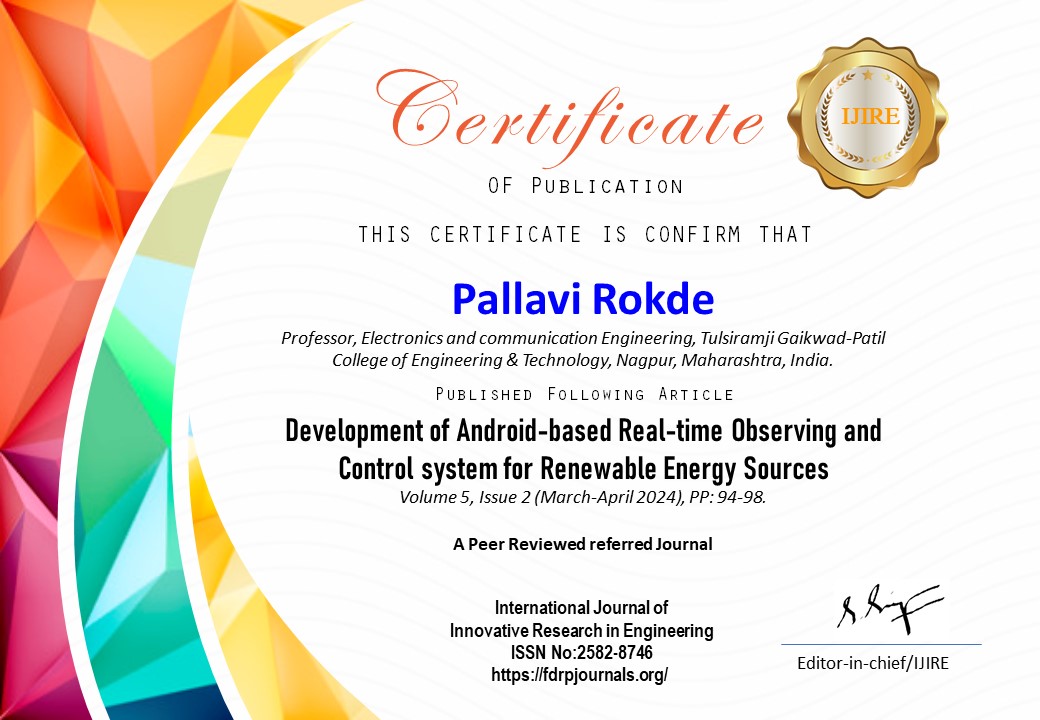 Certificate
IJIRE
OF PUBLICATION
THIS CERTIFICATE IS CONFIRM THAT
Pallavi Rokde
Professor, Electronics and communication Engineering, Tulsiramji Gaikwad-Patil
College of Engineering & Technology, Nagpur, Maharashtra, India.
PUBLISHED FOLLOWING ARTICLE
Development of Android-based Real-time Observing and
Control system for Renewable Energy Sources
Volume 5, Issue 2 (March-April 2024), PP: 94-98.
A Peer Reviewed referred Journal
International Journal of
Innovative Research in Engineering
ISSN No:2582-8746
https://fdrpjournals.org/
Editor-in-chief/IJIRE